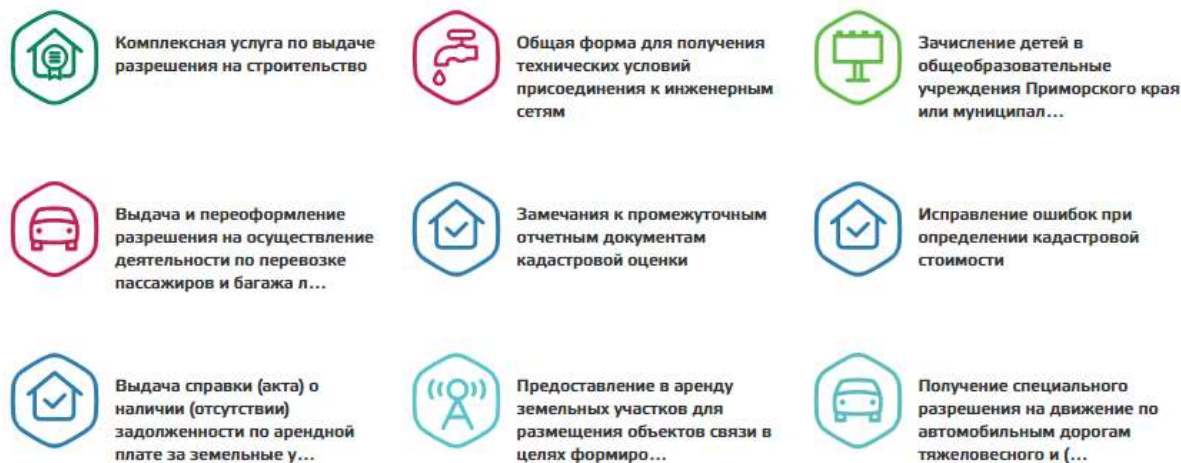 Комплексная услуга по выдаче
разрешения на строительство
Общая форма для получения
технических условий
присоединения к инженерным
сетям
Зачисление детей в
общеобразовательные
учреждения Приморского края
или муниципал...
Выдача и переоформление
разрешения на осуществление
деятельности по перевозке
пассажиров и багажа л...
Замечания к промежуточным
отчетным документам
кадастровой оценки
Исправление ошибок при
определении кадастровой
стоимости
Выдача справки (акта) о
наличии (отсутствии)
задолженности по арендной
плате за земельные у...
Предоставление в аренду
земельных участков для
размещения объектов связи в
целях формиро...
Получение специального
разрешения на движение по
автомобильным дорогам
тяжеловесного и (...